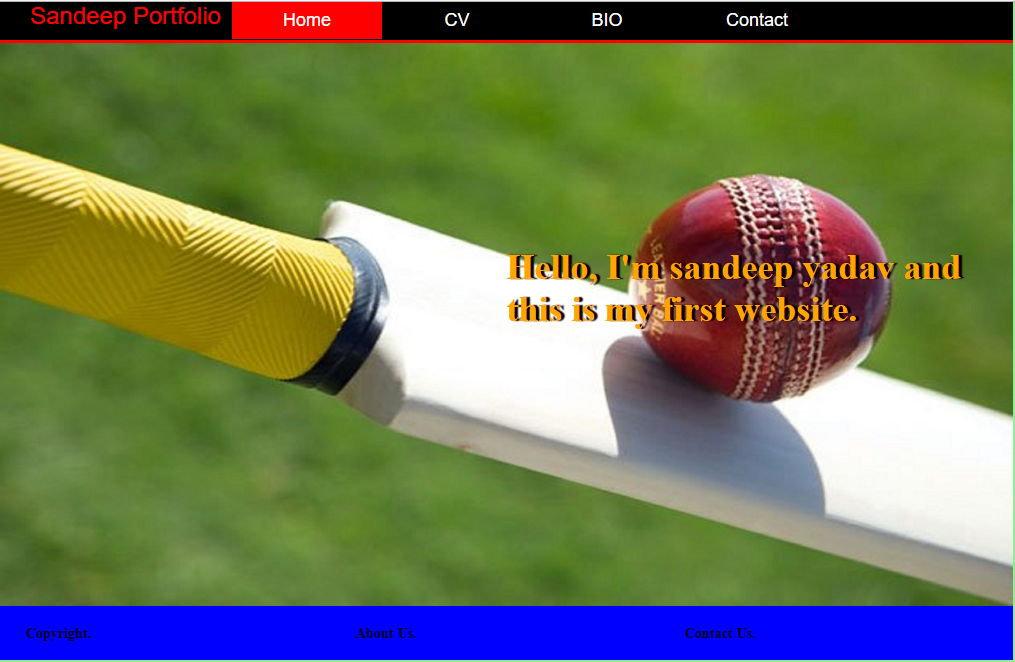 Sandeep Portfolio Home CV BIO Contact
Hello, I'm sandeep yadav and
this is my first website.
Copyright. About Us. Contact Us.